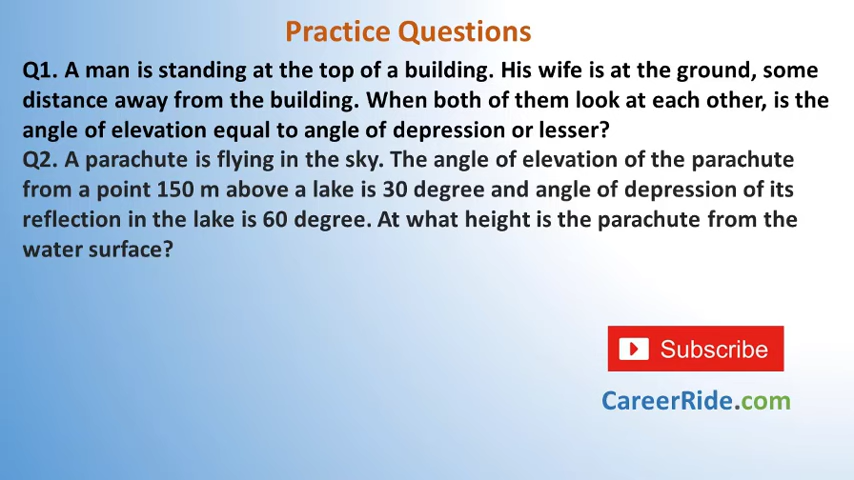 Practice Questions
Q1. A man is standing at the top of a building. His wife is at the ground, some
distance away from the building. When both of them look at each other, is the
angle of elevation equal to angle of depression or lesser?
Q2. A parachute is flying in the sky. The angle of elevation of the parachute
from a point 150 m above a lake is 30 degree and angle of depression of its
reflection in the lake is 60 degree. At what height is the parachute from the
water surface?
Subscribe
CareerRide.com